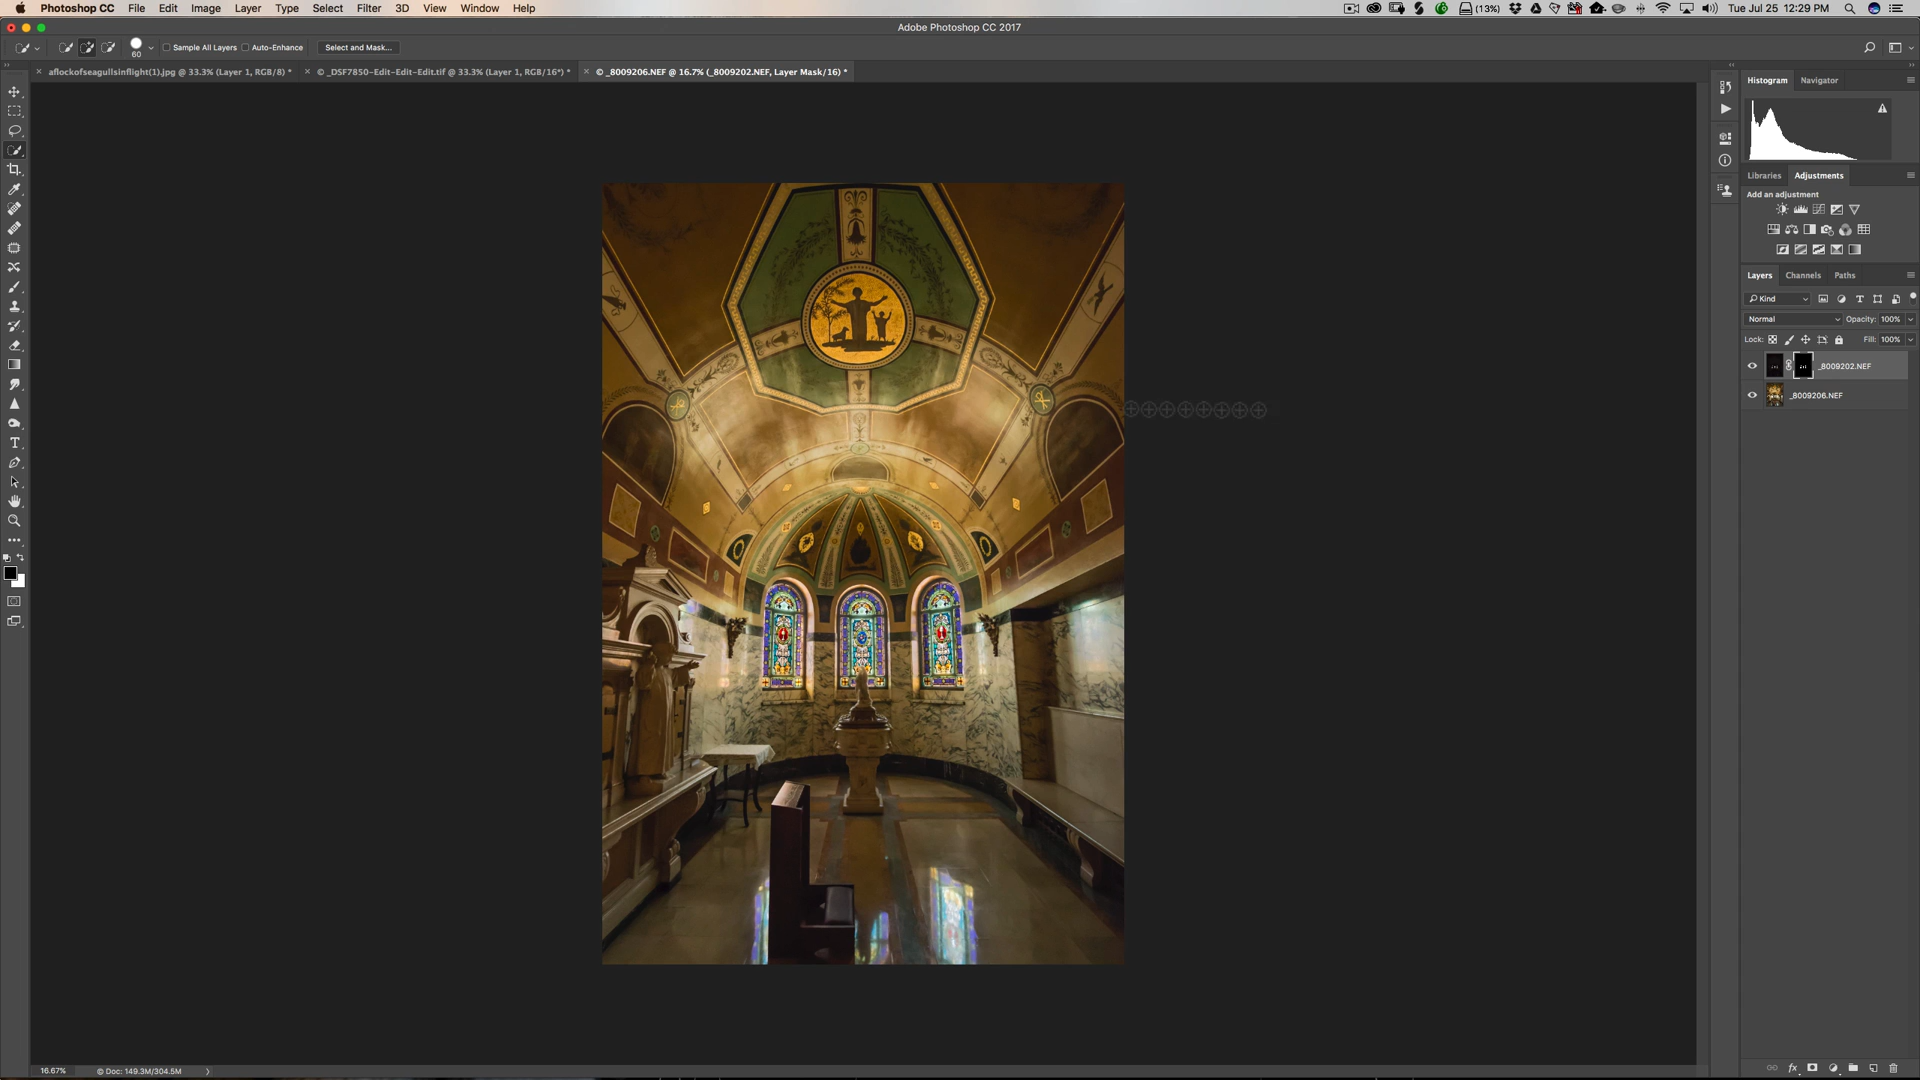 Photoshop CC File Edit Image Layer Type Select Filter 3D View Window Help (13%) Tue Jul 25 12:29 PM
Adobe Photoshop CC 2017
60 Sample All Layers Auto-Enhance Select and Mask...
aflockofseagullsinflight(1).jpg @ 33.3% (Layer 1, RGB/8) *
© _DSF7850-Edit-Edit-Edit.tif @ 33.3% (Layer 1, RGB/16*) *
© _8009206.NEF @ 16.7% (_8009202.NEF, Layer Mask/16) *
Histogram Navigator
Libraries Adjustments
Add an adjustment
Layers Channels Paths
Kind
Normal Opacity: 100%
Lock: Fill: 100%
_8009202.NEF
_8009206.NEF
16.67% © Doc: 149.3M/304.5M